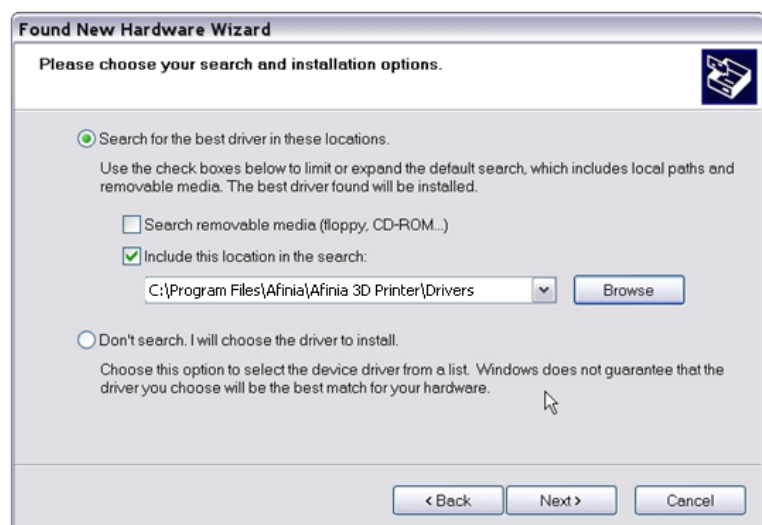 Found New Hardware Wizard
Please choose your search and installation options.
Search for the best driver in these locations.
Use the check boxes below to limit or expand the default search, which includes local paths and
removable media. The best driver found will be installed.
Search removable media (floppy, CD-ROM...)
Include this location in the search:
C:\Program Files\Afinia\Afinia 3D Printer\Drivers
Browse
Don't search. I will choose the driver to install.
Choose this option to select the device driver from a list. Windows does not guarantee that the
driver you choose will be the best match for your hardware.
< Back Next > Cancel